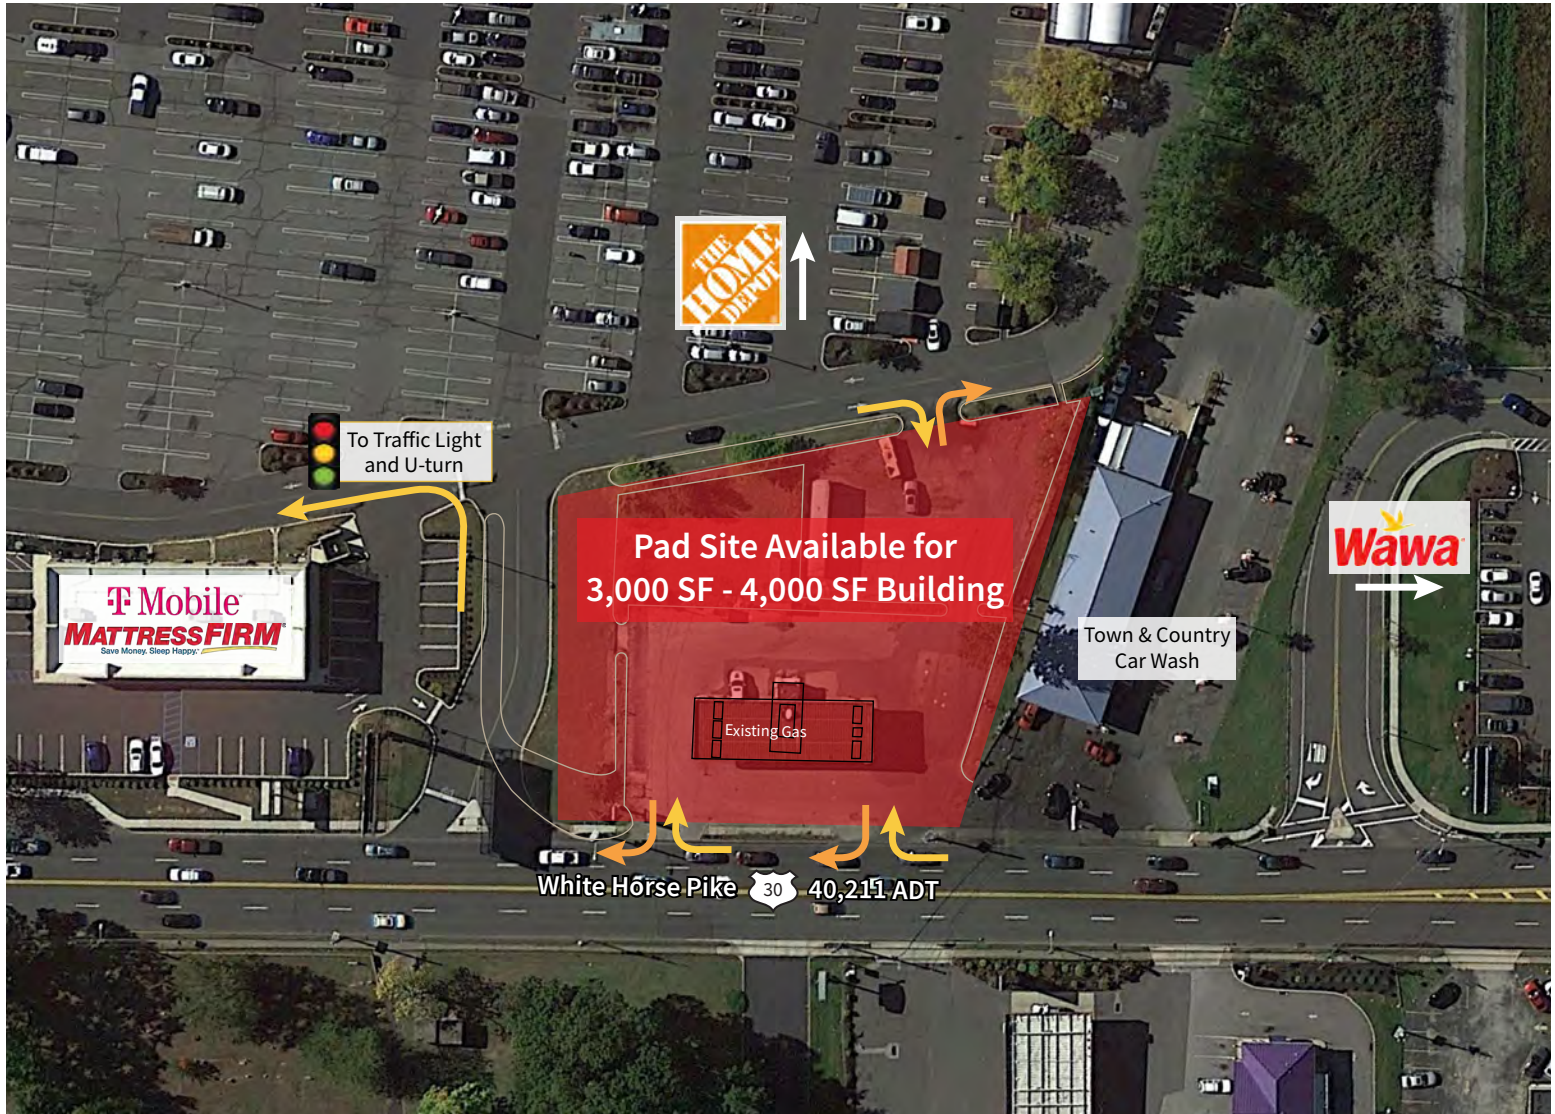 THE
HOME
DEPOT
To Traffic Light
and U-turn
Pad Site Available for
3,000 SF - 4,000 SF Building
Wawa
T Mobile
MATTRESSFIRM
Save Money. Sleep Happy.
Town & Country
Car Wash
Existing Gas
White Horse Pike 30 40,211 ADT